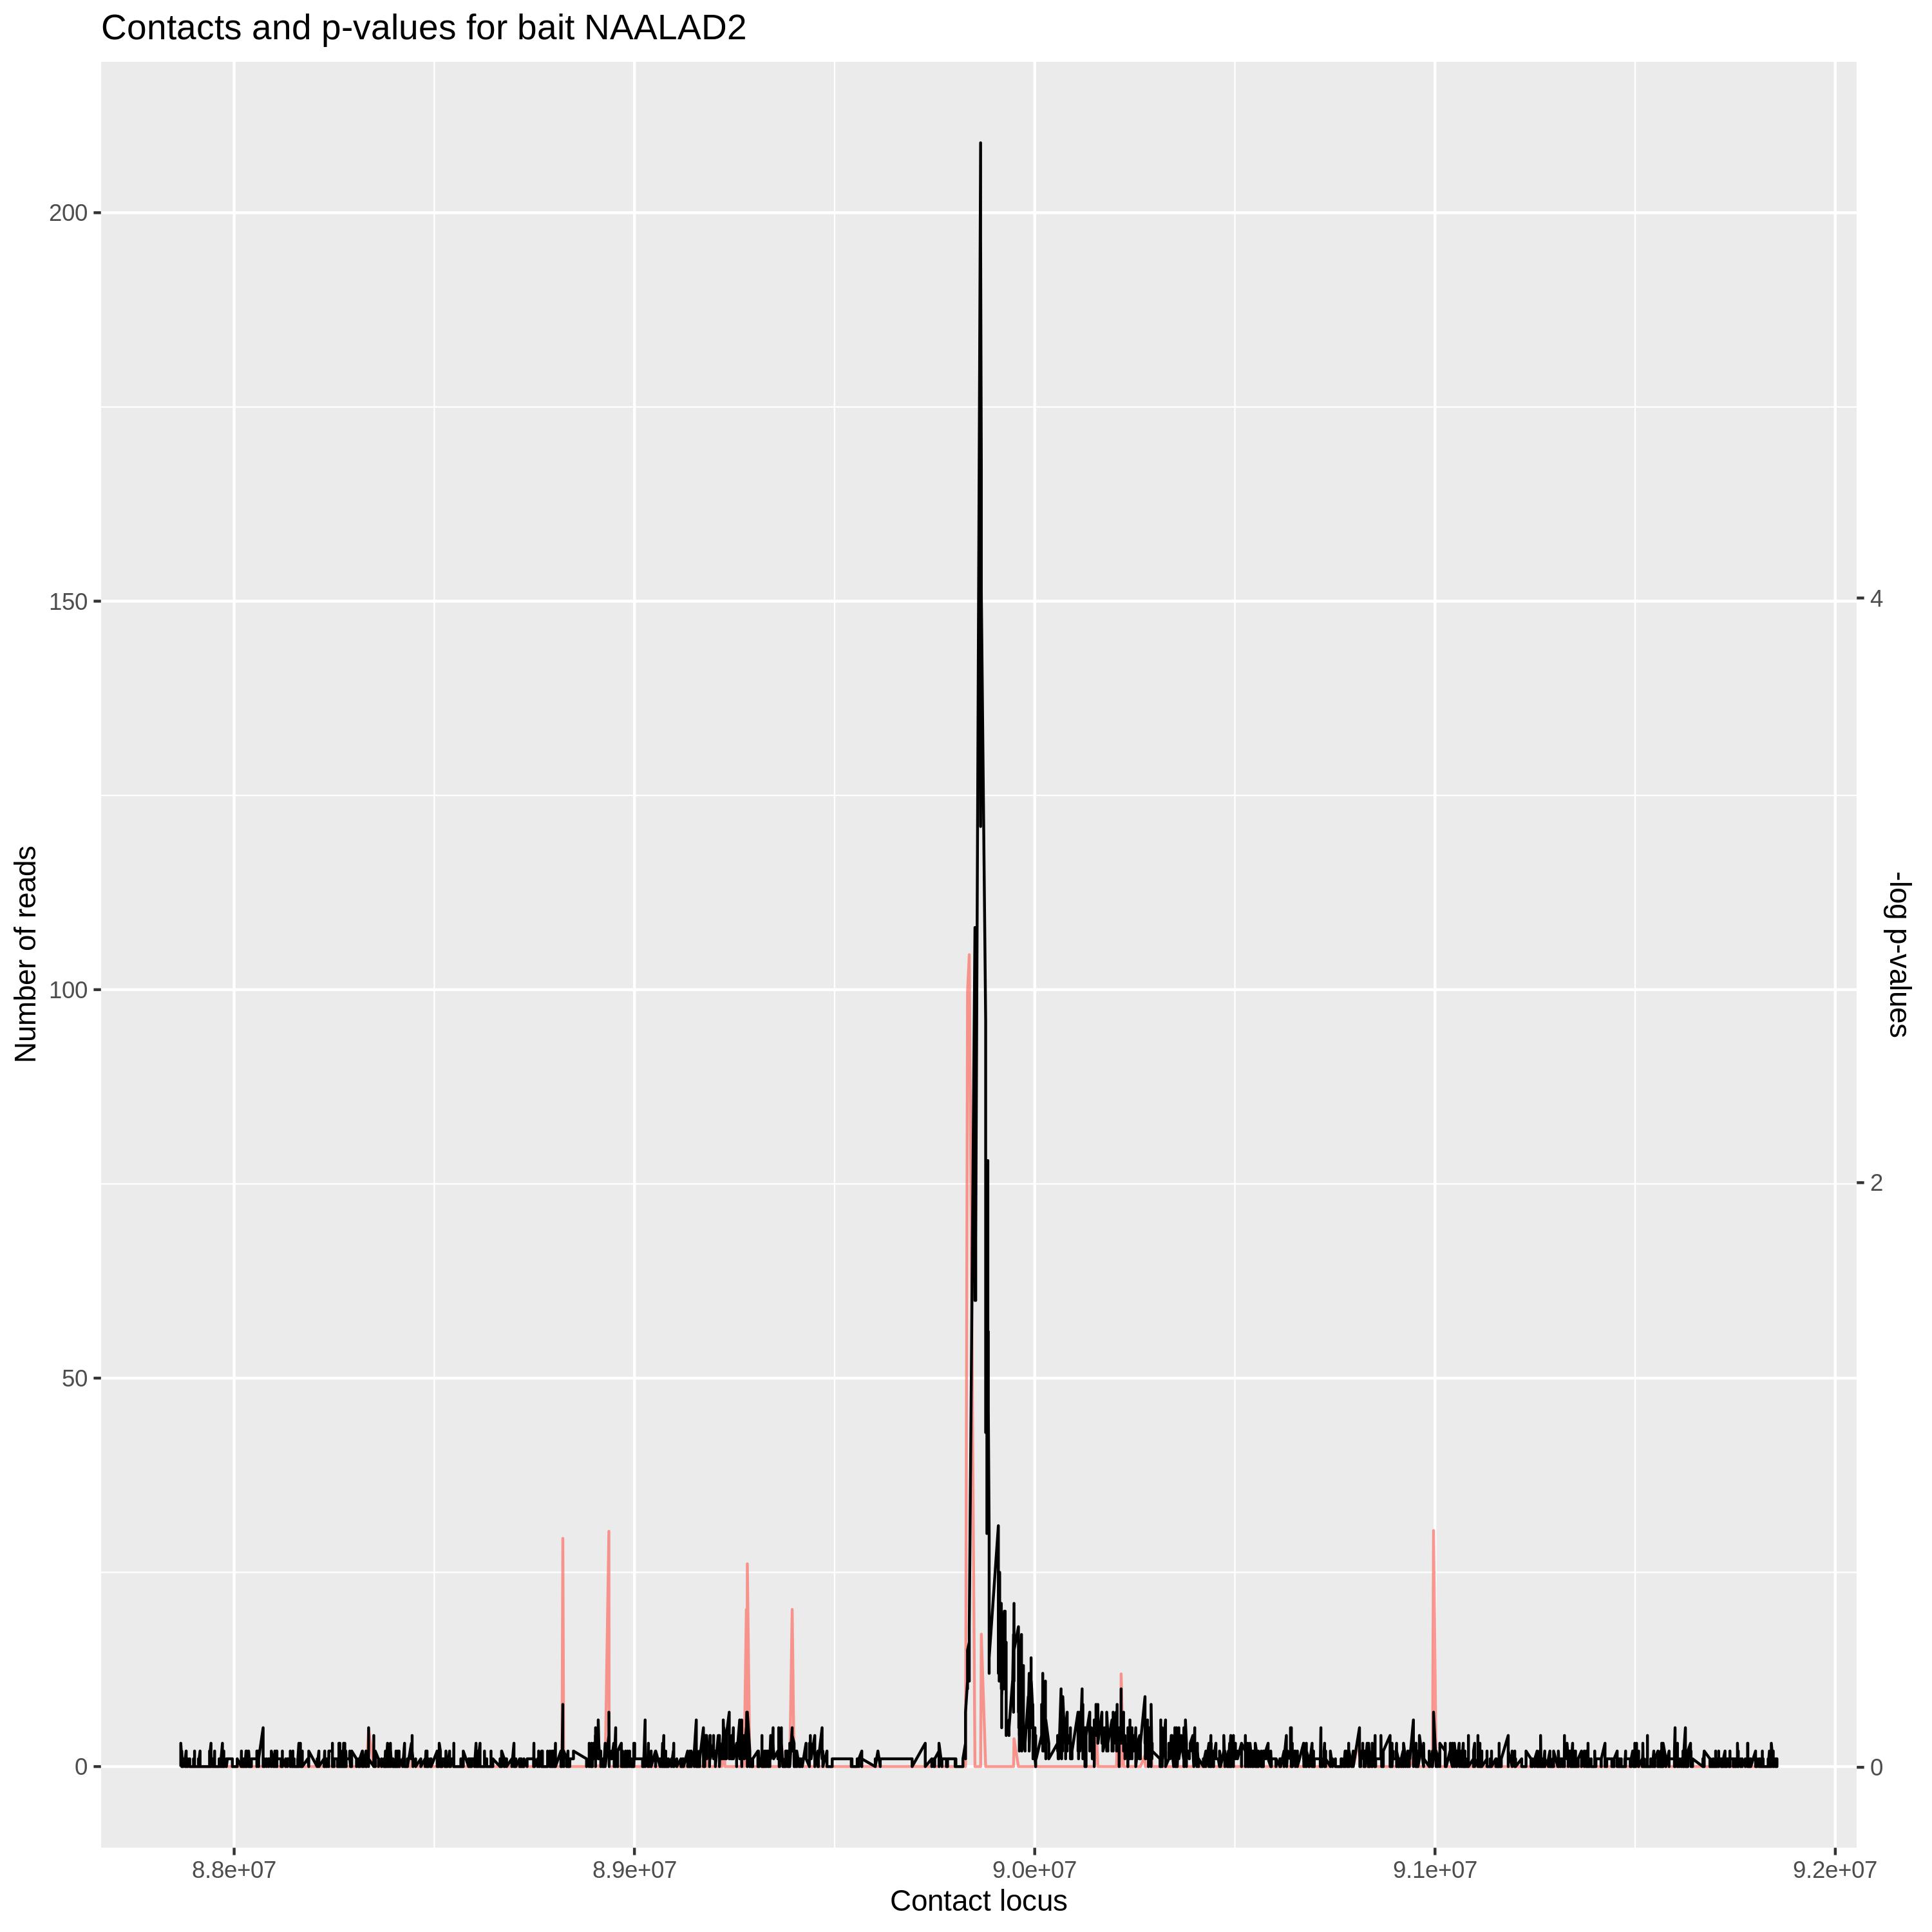 Contacts and p-values for bait NAALAD2
200
150
100
50
0
Number of reads
4
2
0
-log p-values
8.8e+07
8.9e+07
9.0e+07
9.1e+07
9.2e+07
Contact locus